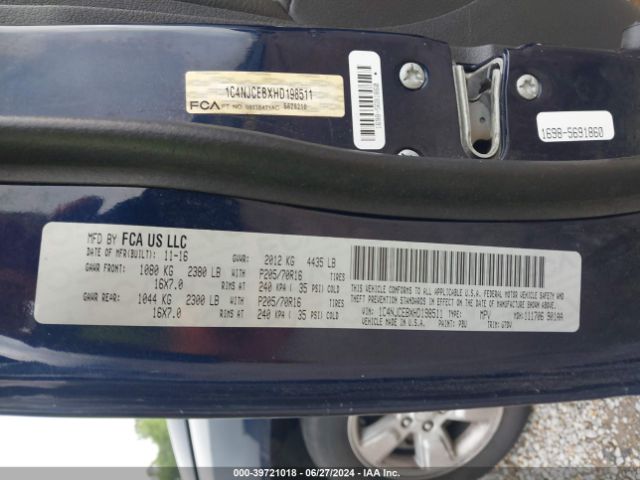 1C4NJCEBXHD198511
FCA PT NO.
1698-5691860
MFD BY FCA US LLC
DATE OF MFR(BUILT): 11-16 GVWR: 2012 KG 4435 LB
GAWR FRONT: 1080 KG 2380 LB WITH P205/70R16 TIRES
16X7.0 RIMS AT 240 KPA ( 35 PSI) COLD
GAWR REAR: 1044 KG 2300 LB WITH P205/70R16 TIRES
16X7.0 RIMS AT 240 KPA ( 35 PSI) COLD
THIS VEHICLE CONFORMS TO ALL APPLICABLE U.S.A. FEDERAL MOTOR VEHICLE SAFETY AND
THEFT PREVENTION STANDARDS IN EFFECT ON THE DATE OF MANUFACTURE SHOWN ABOVE.
VIN: 1C4NJCEBXHD198511 TYPE: MPV MDH:111706 901AA
VEHICLE MADE IN U.S.A. PAINT: PBU TRIM:
000-39721018 | 06/27/2024 | IAA Inc.